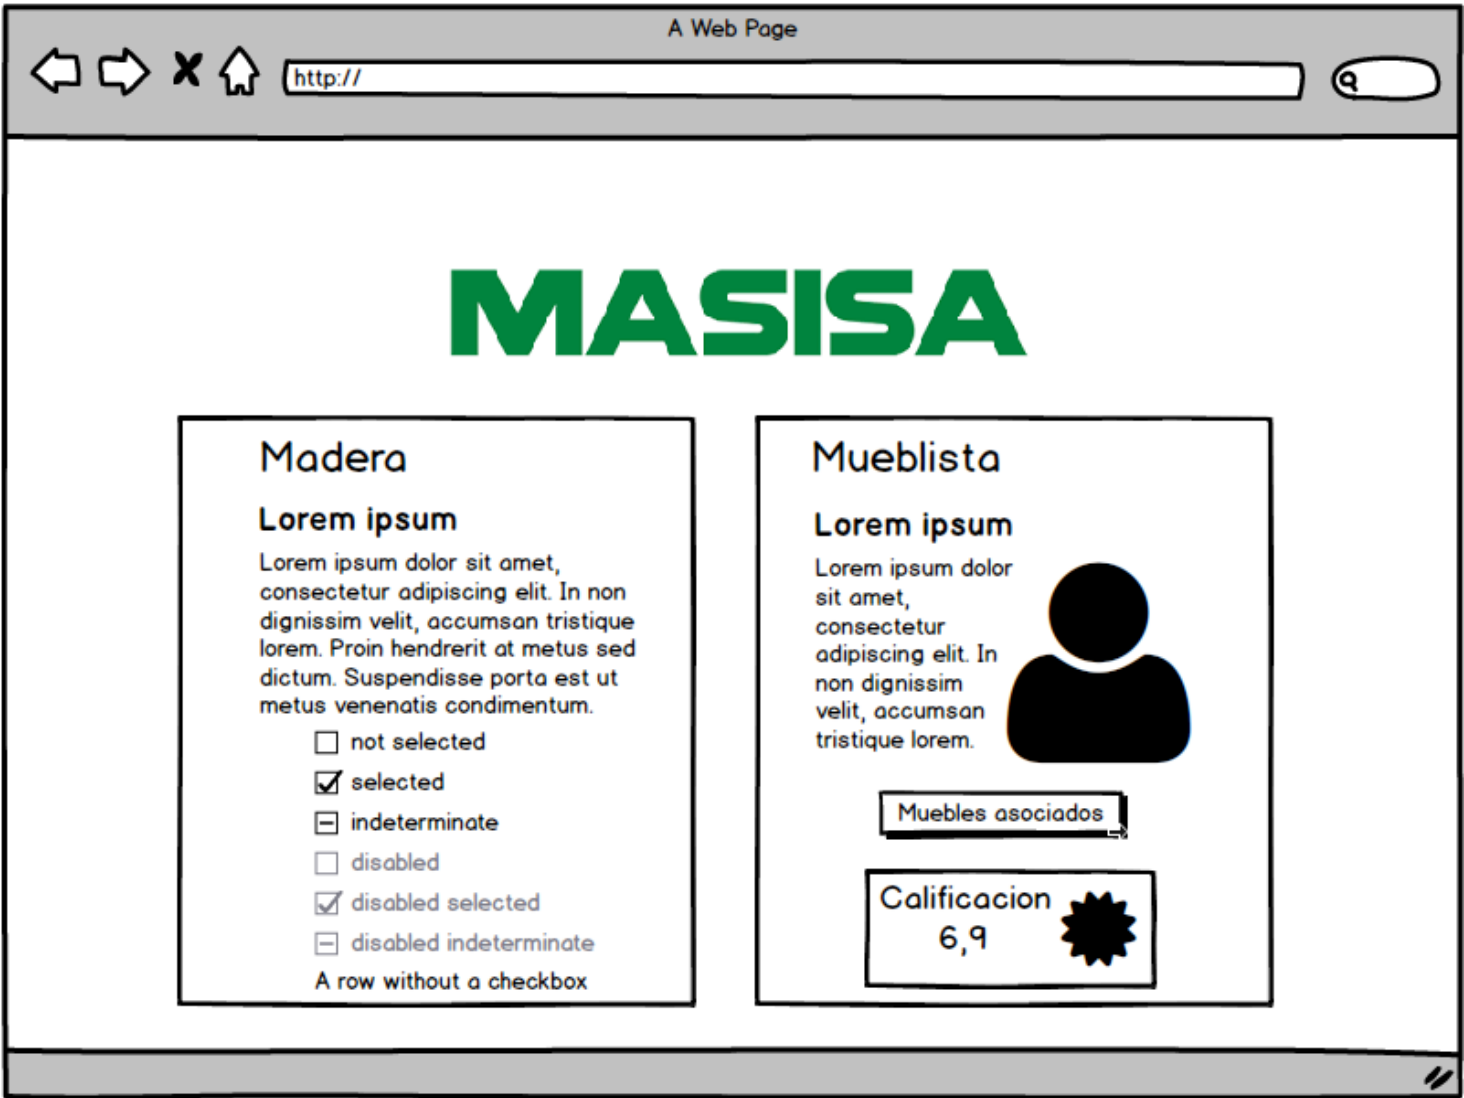 A Web Page
http://
MASISA
Madera
Lorem ipsum
Lorem ipsum dolor sit amet,
consectetur adipiscing elit. In non
dignissim velit, accumsan tristique
lorem. Proin hendrerit at metus sed
dictum. Suspendisse porta est ut
metus venenatis condimentum.
not selected
selected
indeterminate
disabled
disabled selected
disabled indeterminate
A row without a checkbox
Mueblista
Lorem ipsum
Lorem ipsum dolor
sit amet,
consectetur
adipiscing elit. In
non dignissim
velit, accumsan
tristique lorem.
Muebles asociados
Calificacion
6,9